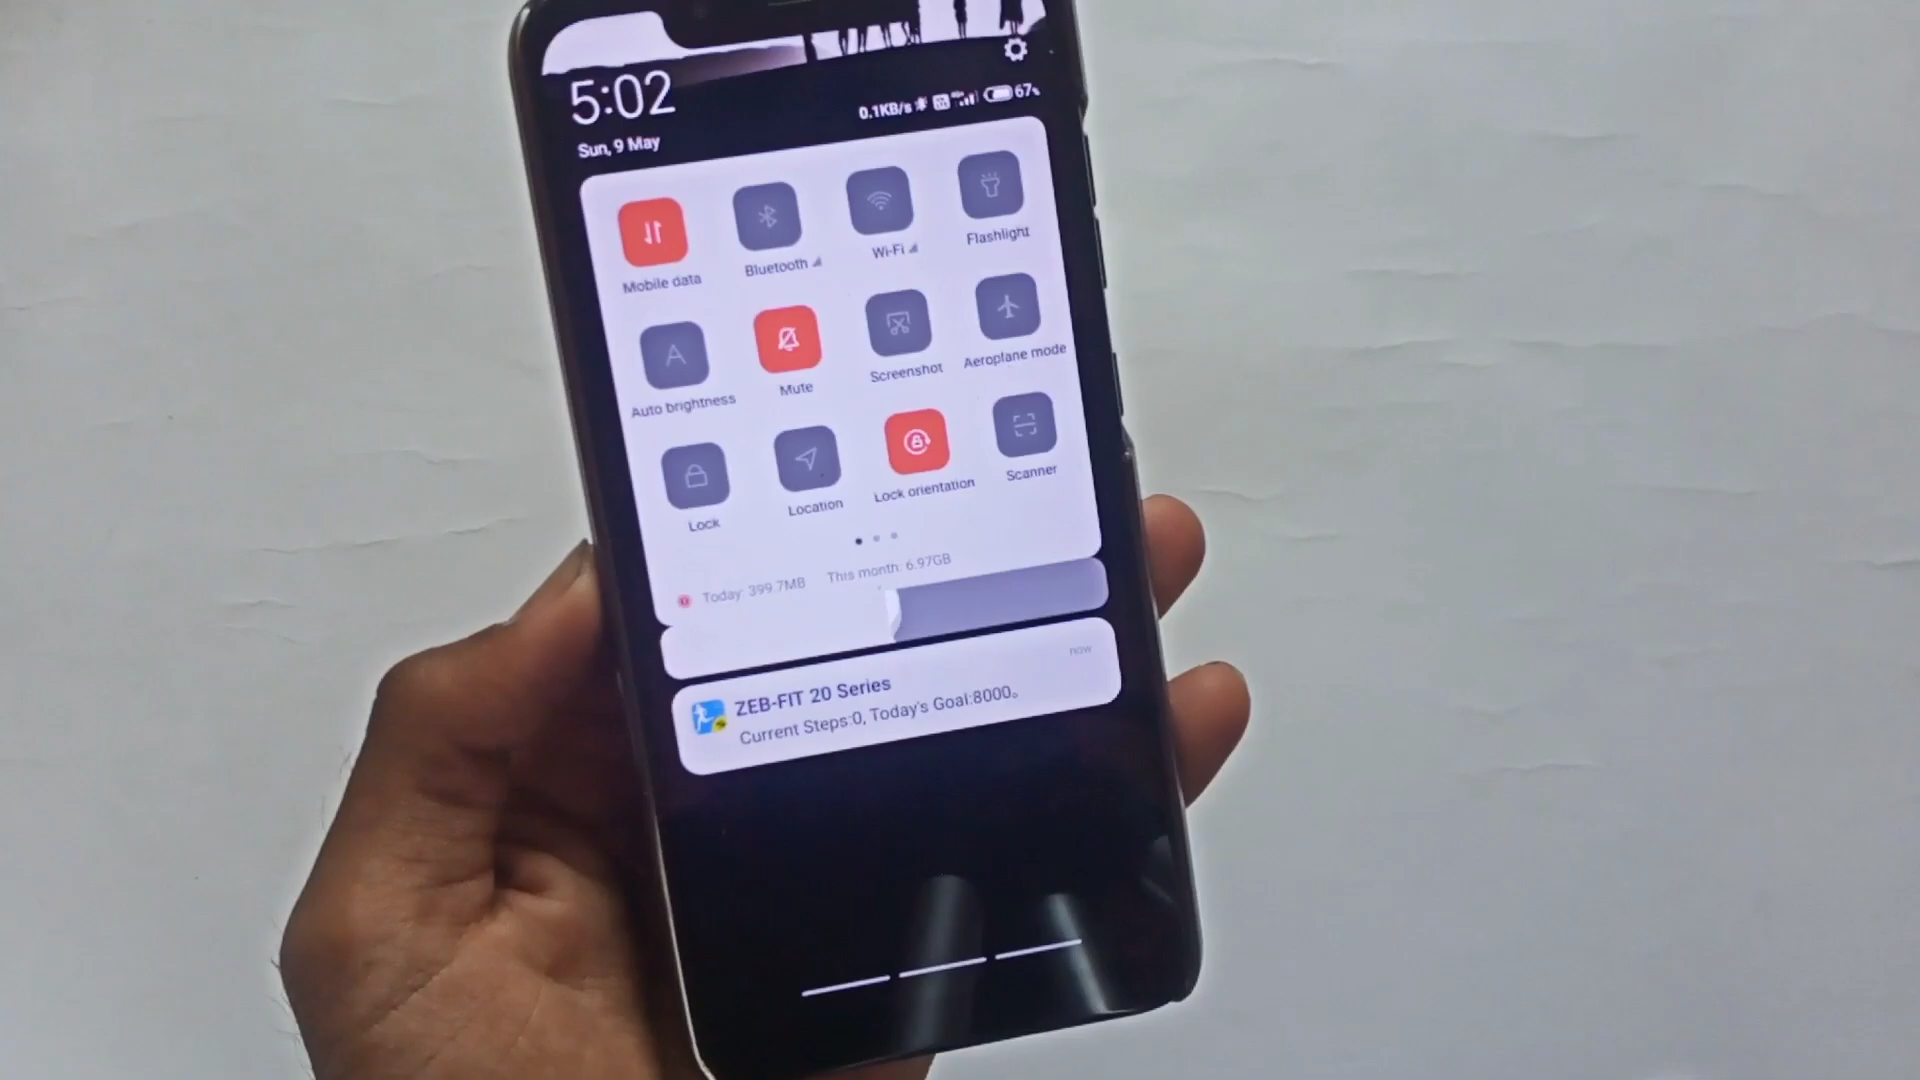 5:02
0.1KB/s 67%
Sun, 9 May
Mobile data Bluetooth Wi-Fi Flashlight
Auto brightness Mute Screenshot Aeroplane mode
Lock Location Lock orientation Scanner
Today: 399.7MB This month: 6.97GB
ZEB-FIT 20 Series now
Current Steps:0, Today's Goal:8000。